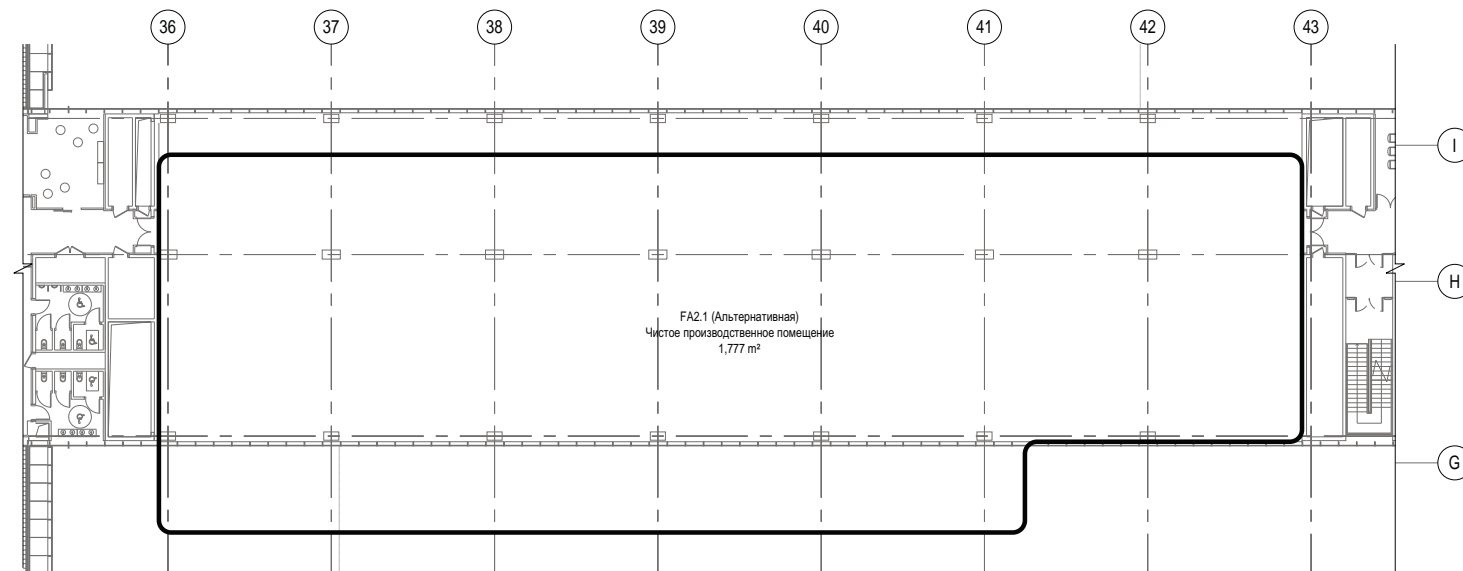 36
37
38
39
40
41
42
43
I
H
FA2.1 (Альтернативная)
Чистое производственное помещение
1,777 m²
G